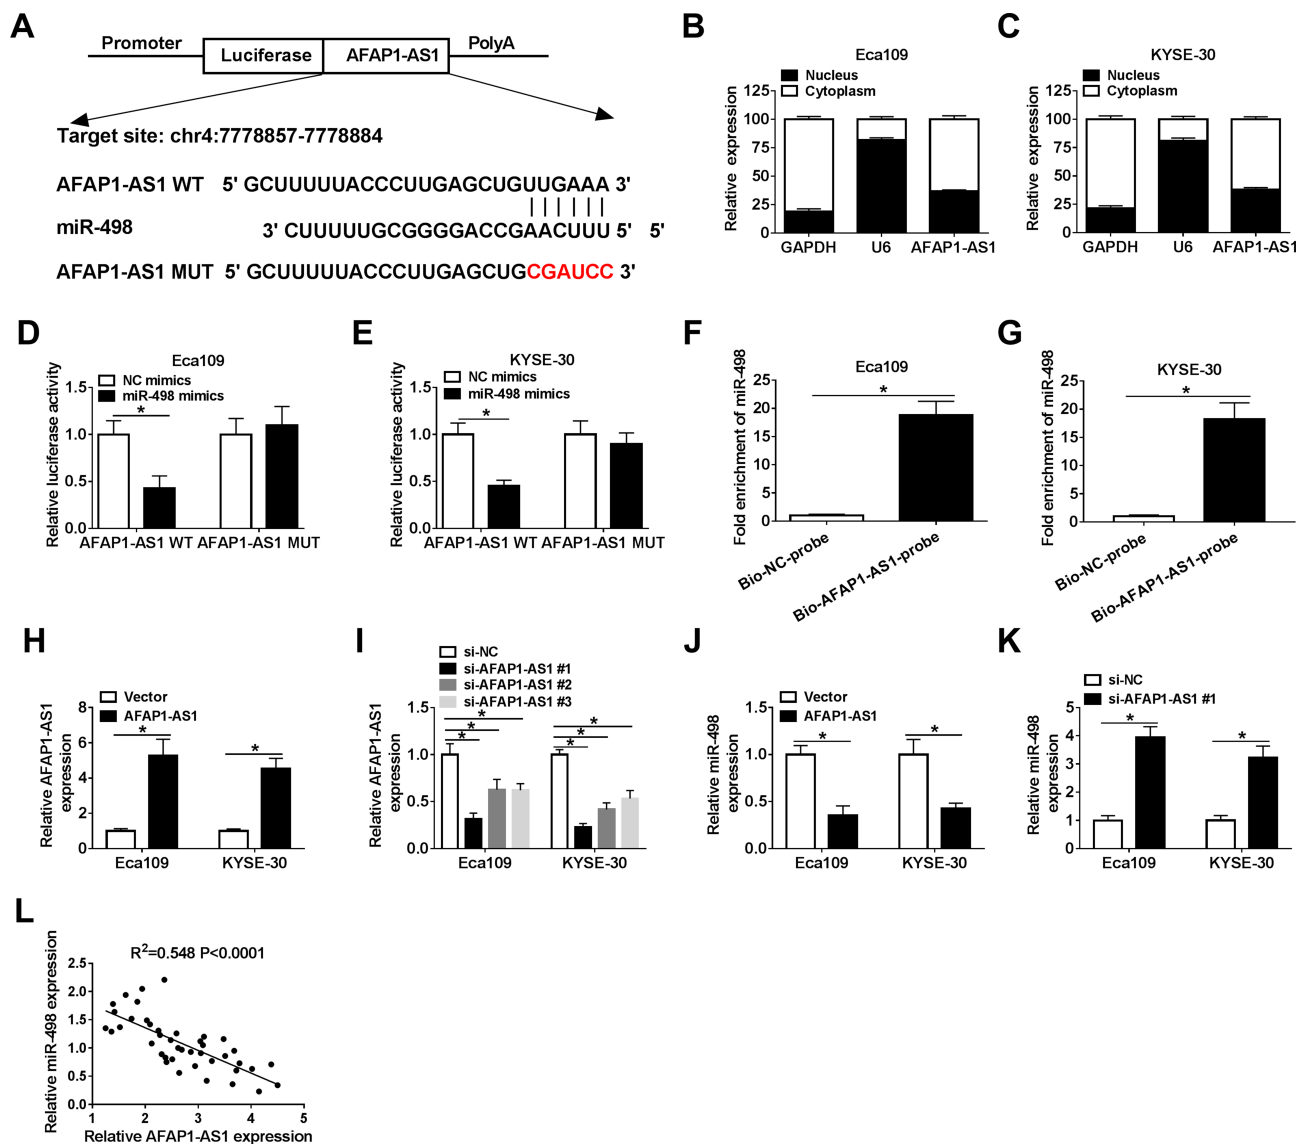 A
Promoter
Luciferase
AFAP1-AS1
PolyA
Target site: chr4:7778857-7778884
AFAP1-AS1 WT 5' GCUUUUUACCCUUGAGCUGUUGAAA 3'
miR-498 3' CUUUUUGCGGGGACCGAACUUU 5' 5'
AFAP1-AS1 MUT 5' GCUUUUUACCCUUGAGCUGCGAUCC 3'
B
Eca109
Nucleus
Cytoplasm
Relative expression
125
100
75
50
25
0
GAPDH U6 AFAP1-AS1
C
KYSE-30
Nucleus
Cytoplasm
Relative expression
125
100
75
50
25
0
GAPDH U6 AFAP1-AS1
D
Eca109
NC mimics
miR-498 mimics
Relative luciferase activity
1.5
1.0
0.5
0.0
*
AFAP1-AS1 WT AFAP1-AS1 MUT
E
KYSE-30
NC mimics
miR-498 mimics
Relative luciferase activity
1.5
1.0
0.5
0.0
*
AFAP1-AS1 WT AFAP1-AS1 MUT
F
Eca109
Fold enrichment of miR-498
25
20
15
10
5
0
*
Bio-NC-probe
Bio-AFAP1-AS1-probe
G
KYSE-30
Fold enrichment of miR-498
25
20
15
10
5
0
*
Bio-NC-probe
Bio-AFAP1-AS1-probe
H
Vector
AFAP1-AS1
Relative AFAP1-AS1
expression
8
6
4
2
0
* *
Eca109 KYSE-30
I
si-NC
si-AFAP1-AS1 #1
si-AFAP1-AS1 #2
si-AFAP1-AS1 #3
Relative AFAP1-AS1
expression
1.5
1.0
0.5
0.0
* * *
* * *
Eca109 KYSE-30
J
Vector
AFAP1-AS1
Relative miR-498
expression
1.5
1.0
0.5
0.0
* *
Eca109 KYSE-30
K
si-NC
si-AFAP1-AS1 #1
Relative miR-498
expression
5
4
3
2
1
0
* *
Eca109 KYSE-30
L
R2=0.548 P<0.0001
Relative miR-498 expression
2.5
2.0
1.5
1.0
0.5
0.0
1 2 3 4 5
Relative AFAP1-AS1 expression